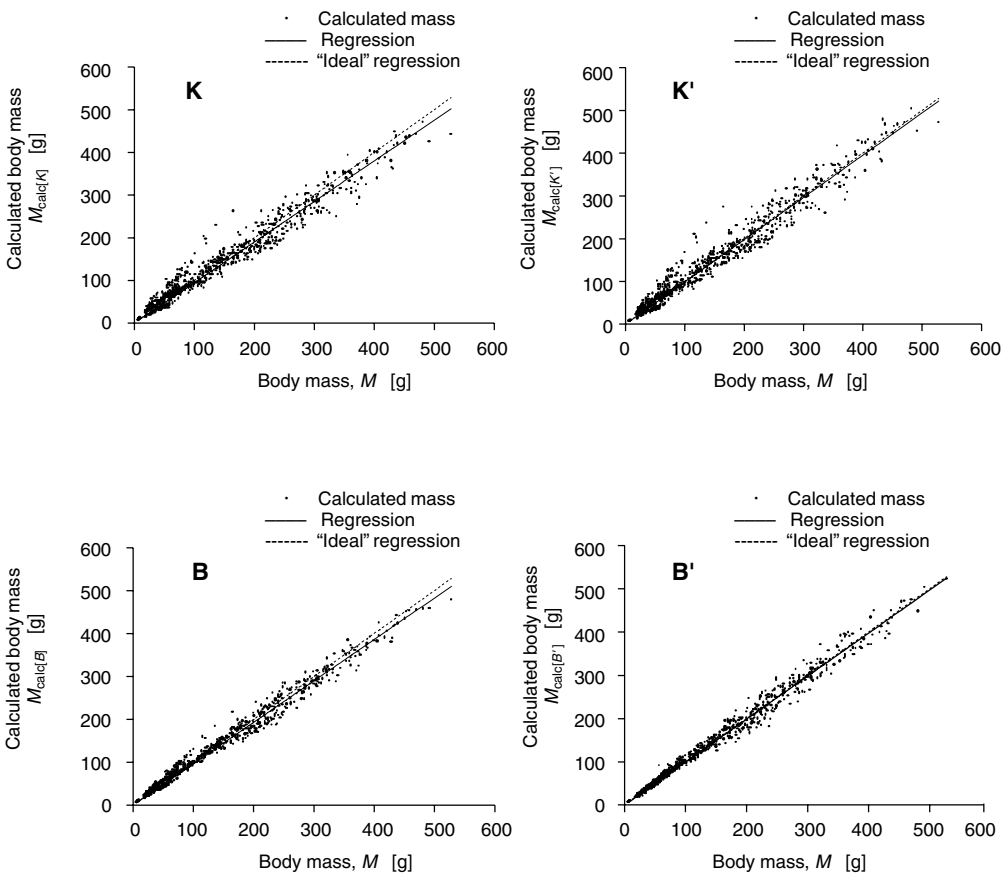 Calculated mass
Regression
“Ideal” regression
K
Calculated body mass
M calc[K] [g]
600
500
400
300
200
100
0
0 100 200 300 400 500 600
Body mass, M [g]
Calculated mass
Regression
“Ideal” regression
K'
Calculated body mass
M calc[K'] [g]
600
500
400
300
200
100
0
0 100 200 300 400 500 600
Body mass, M [g]
Calculated mass
Regression
“Ideal” regression
B
Calculated body mass
M calc[B] [g]
600
500
400
300
200
100
0
0 100 200 300 400 500 600
Body mass, M [g]
Calculated mass
Regression
“Ideal” regression
B'
Calculated body mass
M calc[B'] [g]
600
500
400
300
200
100
0
0 100 200 300 400 500 600
Body mass, M [g]